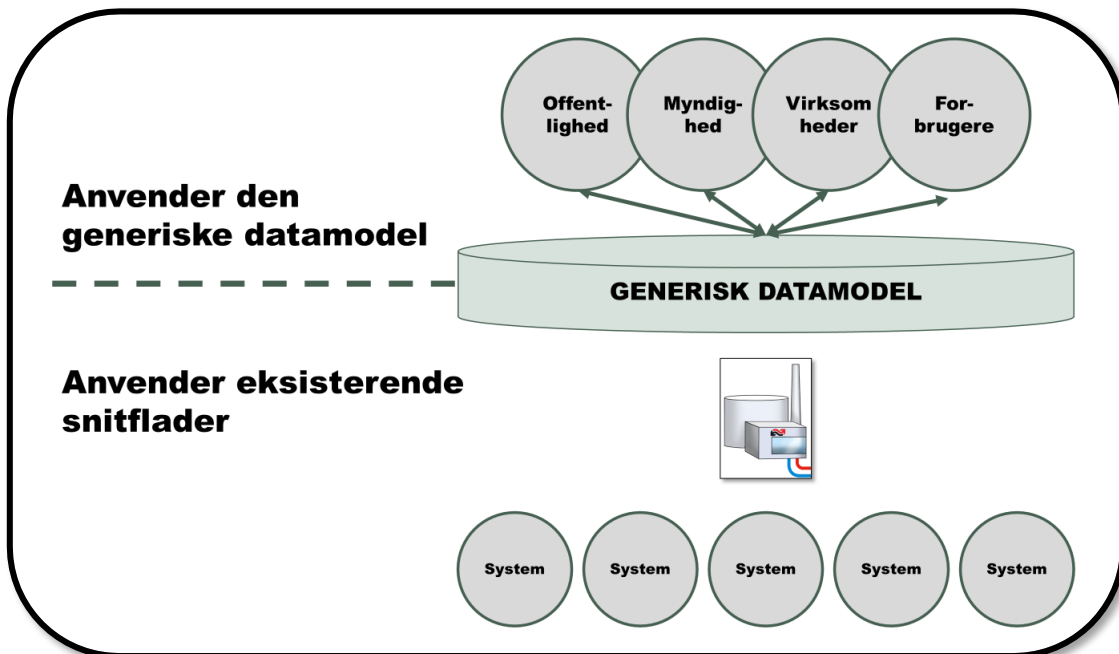 Offent-
lighed
Myndig-
hed
Virksom
heder
For-
brugere
Anvender den
generiske datamodel
GENERISK DATAMODEL
Anvender eksisterende
snitflader
System
System
System
System
System